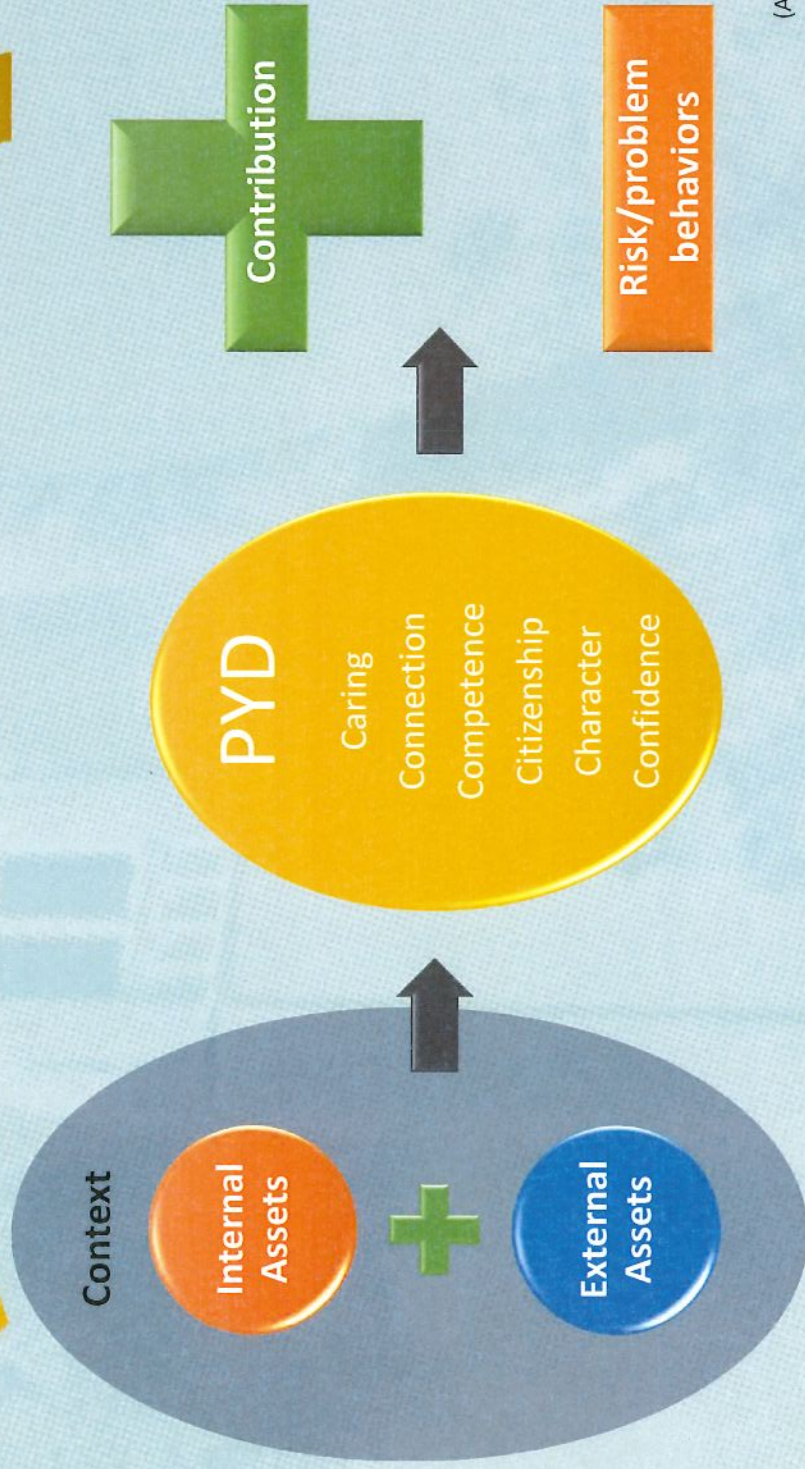 Context
Internal
Assets
External
Assets
PYD
Caring
Connection
Competence
Citizenship
Character
Confidence
Contribution
Risk/problem
behaviors
(A